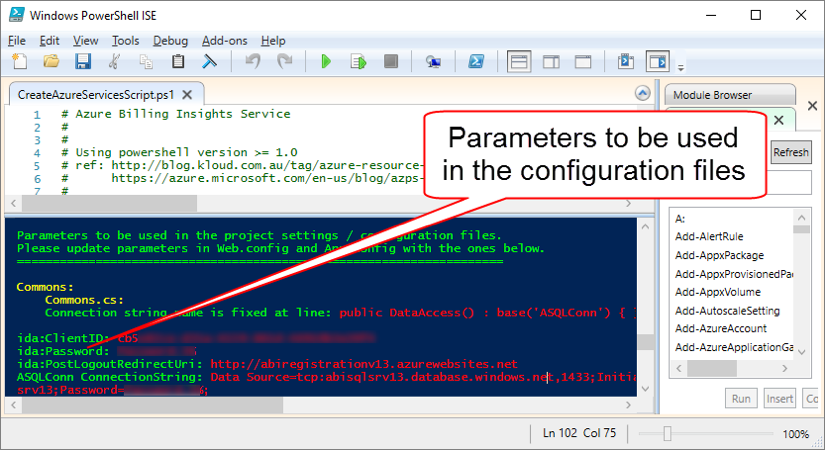 Windows PowerShell ISE
File Edit View Tools Debug Add-ons Help
CreateAzureServicesScript.ps1
Module Browser
1 # Azure Billing Insights Service
2 #
3 #
4 # Using powershell version >= 1.0
5 # ref: http://blog.kloud.com.au/tag/azure-resource-
6 # https://azure.microsoft.com/en-us/blog/azps-
7 #
Parameters to be used
in the configuration files
Refresh
Parameters to be used in the project settings / configuration files.
Please update parameters in Web.config and App.config with the ones below.
Commons:
Commons.cs:
Connection string name is fixed at line: public DataAccess() : base('ASQLConn') {
ida:ClientID: cb5
ida:Password:
ida:PostLogoutRedirectUri: http://abiregistrationv13.azurewebsites.net
ASQLConn ConnectionString: Data Source=tcp:abisqlsrv13.database.windows.net,1433;Initia
srv13;Password=
A:
Add-AlertRule
Add-AppxPackage
Add-AppxProvisionedPa
Add-AppxVolume
Add-AutoscaleSetting
Add-AzureAccount
Add-AzureApplicationGa
Run Insert Co
Ln 102 Col 75 100%